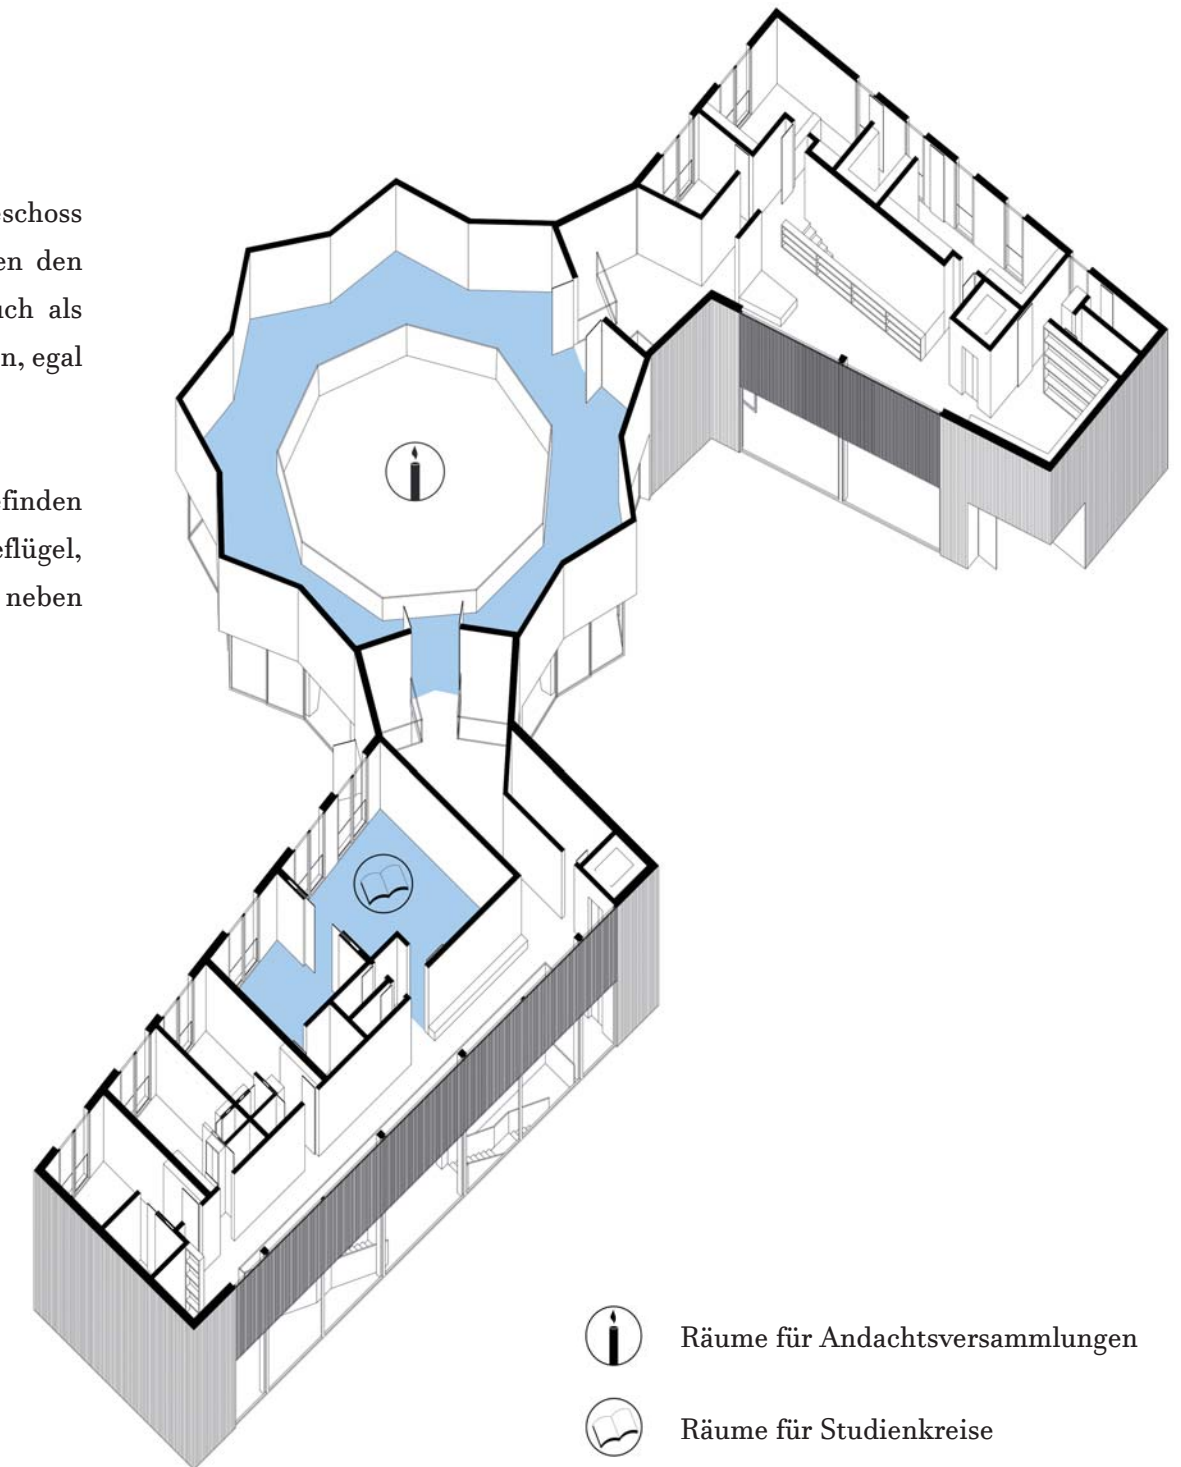 schoss
en den
uch als
n, egal
finden
eflügel,
neben
Räume für Andachtsversammlungen
Räume für Studienkreise